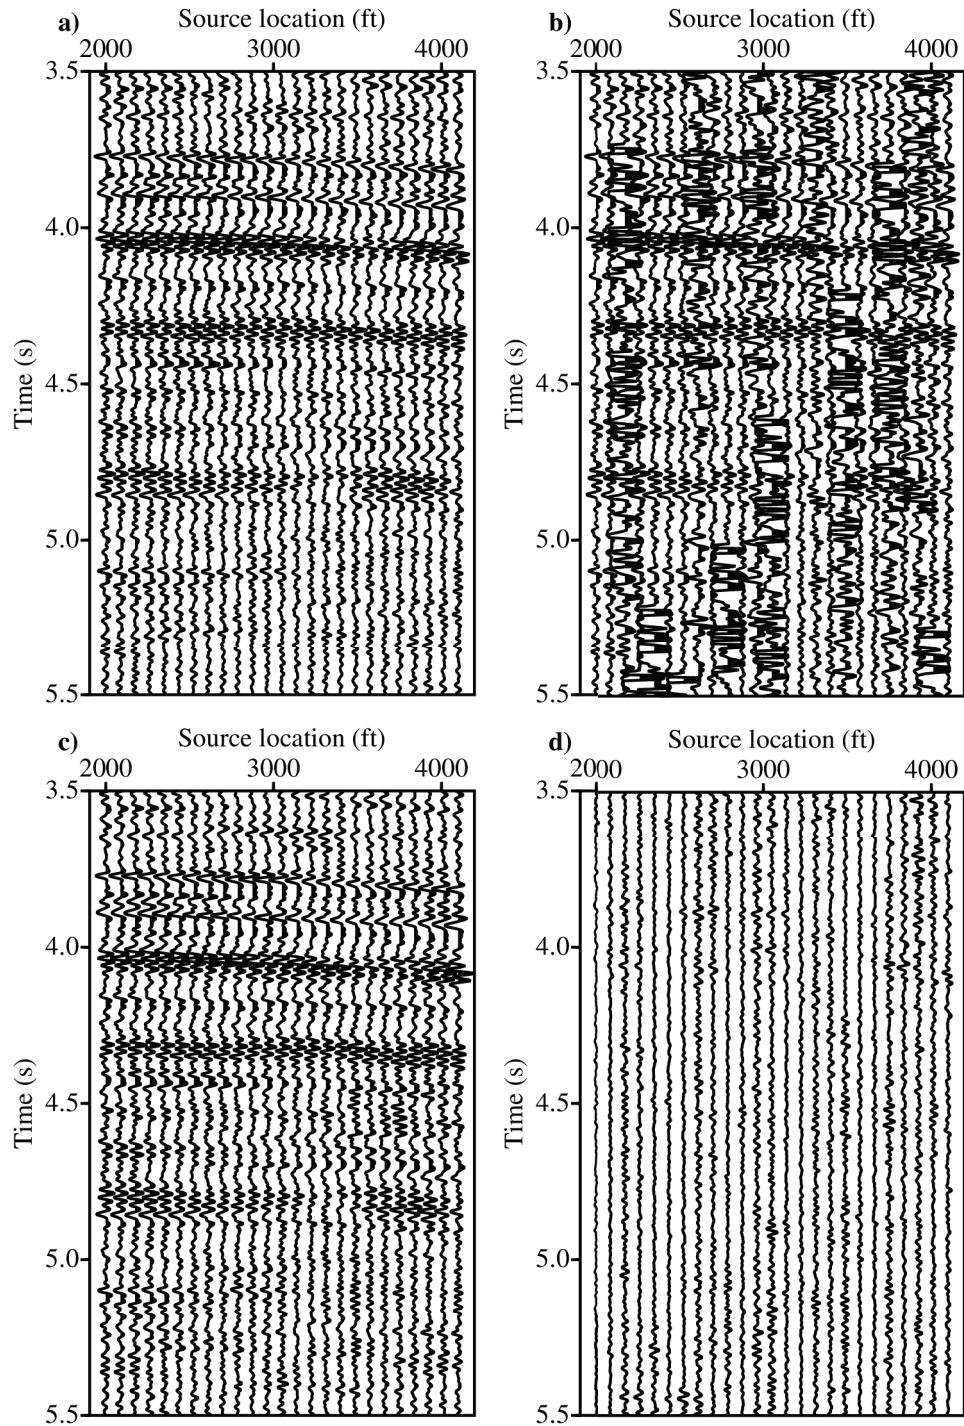 a) Source location (ft)
2000 3000 4000
3.5
4.0
4.5
5.0
5.5
Time (s)
b) Source location (ft)
2000 3000 4000
3.5
4.0
4.5
5.0
5.5
Time (s)
c) Source location (ft)
2000 3000 4000
3.5
4.0
4.5
5.0
5.5
Time (s)
d) Source location (ft)
2000 3000 4000
3.5
4.0
4.5
5.0
5.5
Time (s)